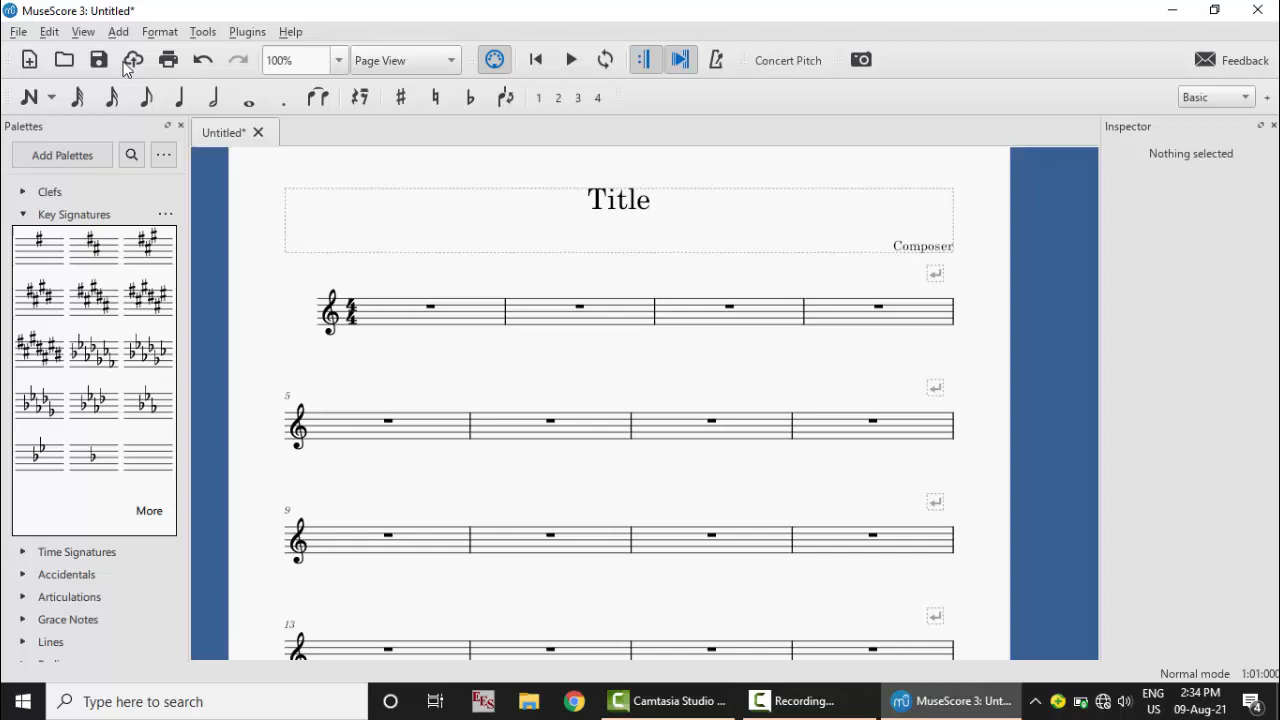 MuseScore 3: Untitled*
File Edit View Add Format Tools Plugins Help
100% Page View Concert Pitch Feedback
1 2 3 4 Basic
Palettes
Untitled*
Inspector
Add Palettes
Nothing selected
Clefs
Key Signatures
Title
Composer
5
9
More
Time Signatures
Accidentals
Articulations
Grace Notes
13
Lines
Normal mode 1:01:000
Type here to search
EES
Camtasia Studio ...
Recording...
MuseScore 3: Unt...
ENG
US
2:34 PM
09-Aug-21
4